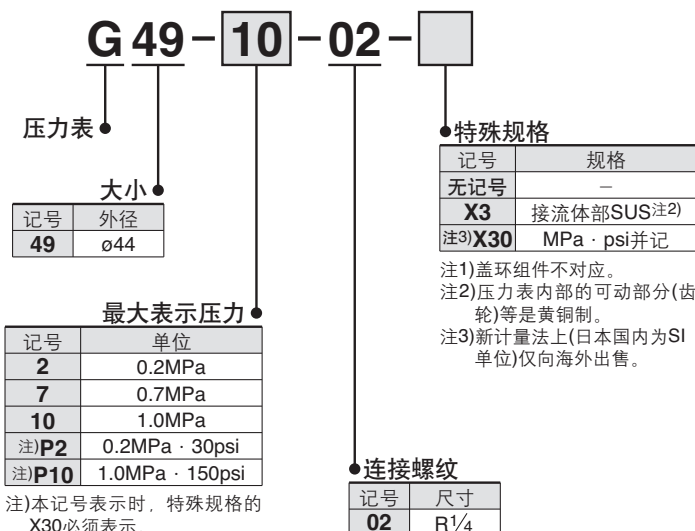 G 49-10-02-
压力表
大小
记号 外径
49 ø44
最大表示压力
记号 单位
2 0.2MPa
7 0.7MPa
10 1.0MPa
注)P2 0.2MPa · 30psi
注)P10 1.0MPa · 150psi
注)本记号表示时，特殊规格的
X30必须表示
特殊规格
记号 规格
无记号 −
X3 接流体部SUS注2)
注3)X30 MPa · psi并记
注1)盖环组件不对应。
注2)压力表内部的可动部分(齿
轮)等是黄铜制。
注3)新计量法上(日本国内为SI
单位)仅向海外出售。
连接螺纹
记号 尺寸
02 R1/4